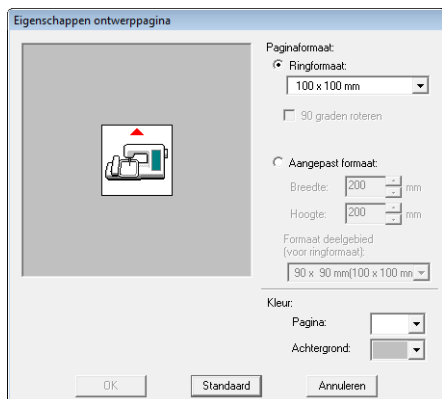 Eigenschappen ontwerppagina
Paginaformaat:
Ringformaat:
100 x 100 mm
90 graden roteren
Aangepast formaat:
Breedte: 200 mm
Hoogte: 200 mm
Formaat deelgebied
(voor ringformaat):
90 x 90 mm(100 x 100 mn
Kleur:
Pagina:
Achtergrond:
OK Standaard Annuleren